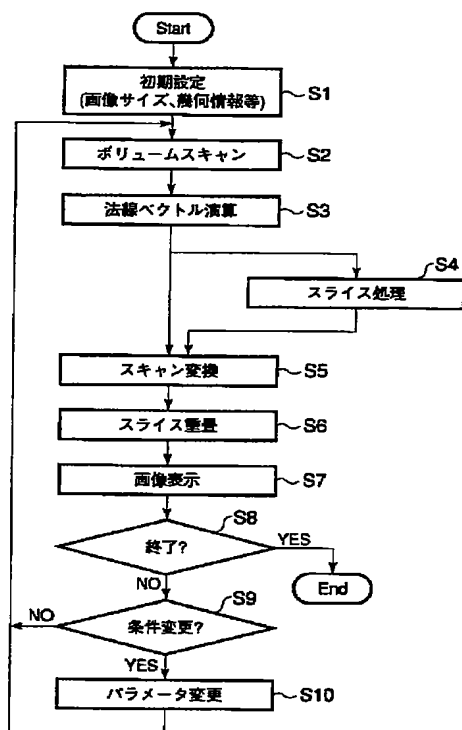 Start
初期設定
(画像サイズ、幾何情報等)
S1
ボリュームスキャン
S2
法線ベクトル演算
S3
S4
スライス処理
スキャン変換
S5
スライス重畳
S6
画像表示
S7
S8
終了?
YES
End
NO
S9
NO
条件変更?
YES
パラメータ変更
S10